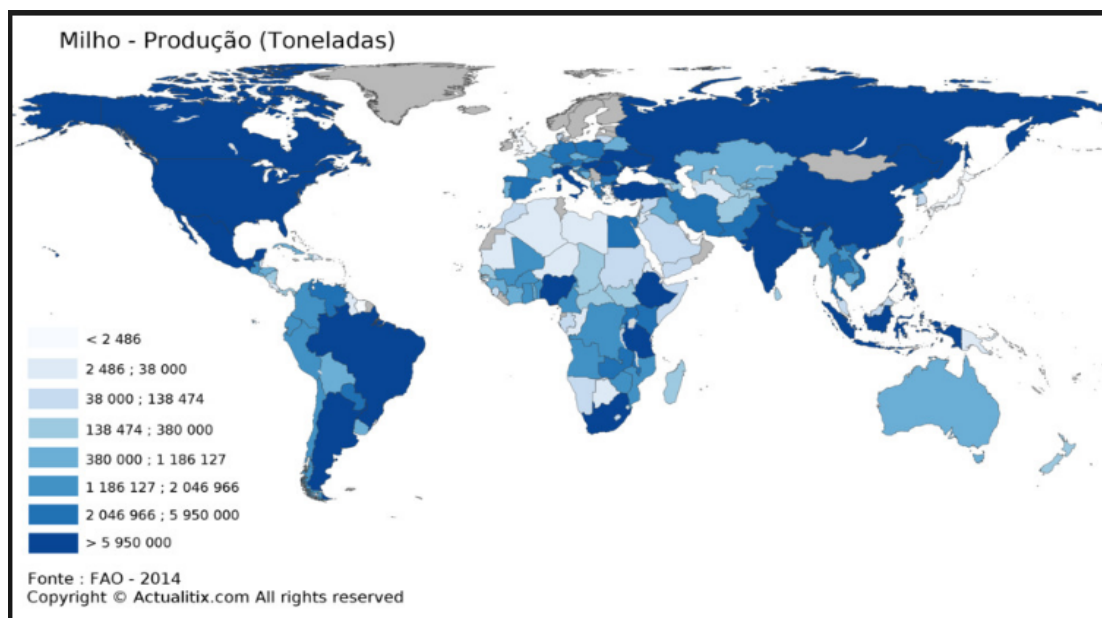 Milho - Produção (Toneladas)
< 2 486
2 486 ; 38 000
38 000 ; 138 474
138 474 ; 380 000
380 000 ; 1 186 127
1 186 127 ; 2 046 966
2 046 966 ; 5 950 000
> 5 950 000
Fonte : FAO - 2014
Copyright © Actualitix.com All rights reserved